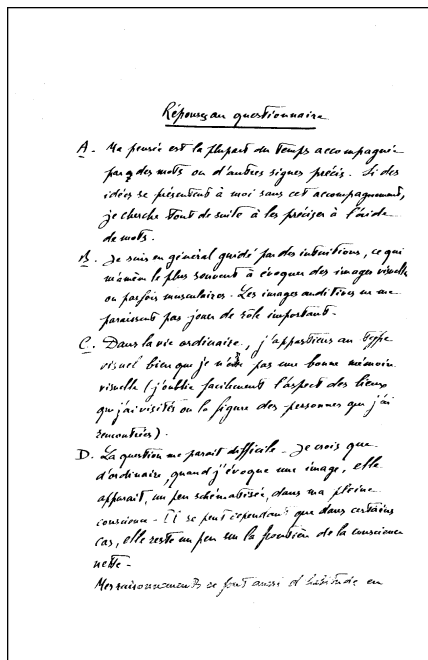 Réponse au questionnaire
A. Ma pensée est la plupart du temps accompagnée
par des mots ou d'autres signes précis. Si des
idées se présentent à moi sans cet accompagnement,
je cherche tout de suite à les préciser à l'aide
de mots.
B. Je suis en général guidé par des intuitions, ce qui
m'amène le plus souvent à évoquer des images visuelles
ou parfois musculaires. Les images auditives ne me
paraissent pas jouer de rôle important.
C. Dans la vie ordinaire, j'appartiens au type
visuel bien que je n'ai pas une bonne mémoire
visuelle (j'oublie facilement l'aspect des lieux
que j'ai visités ou la figure des personnes que j'ai
rencontrées).
D. La question me parait difficile. Je crois que
d'ordinaire, quand j'évoque une image, elle
apparait, un peu schématisée, dans ma pleine
conscience. Il se peut cependant que dans certains
cas, elle reste un peu sur la frontière de la conscience
nette.
Mes raisonnements se font aussi d'habitude en